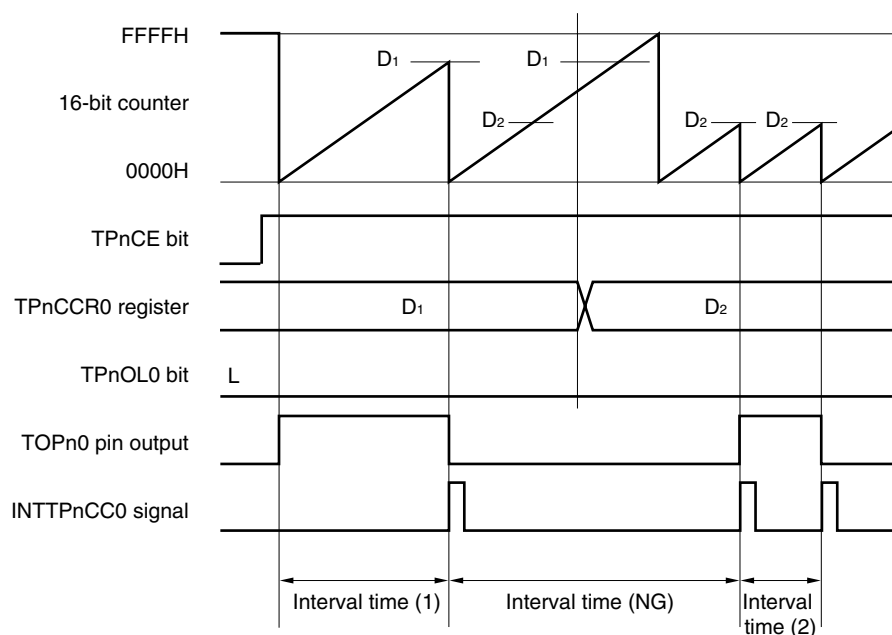 FFFFH
D1
D1
16-bit counter
D2
D2
D2
0000H
TPnCE bit
TPnCCR0 register
D1
D2
TPnOL0 bit
L
TOPn0 pin output
INTTPnCC0 signal
Interval time (1)
Interval time (NG)
Interval
time (2)